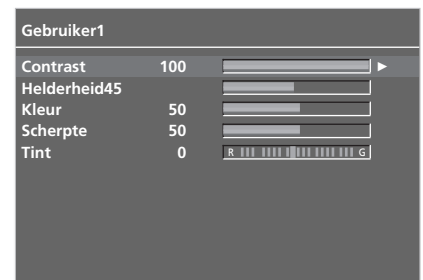 Gebruiker1
Contrast 100 ►
Helderheid45
Kleur 50
Scherpte 50
Tint 0 R G